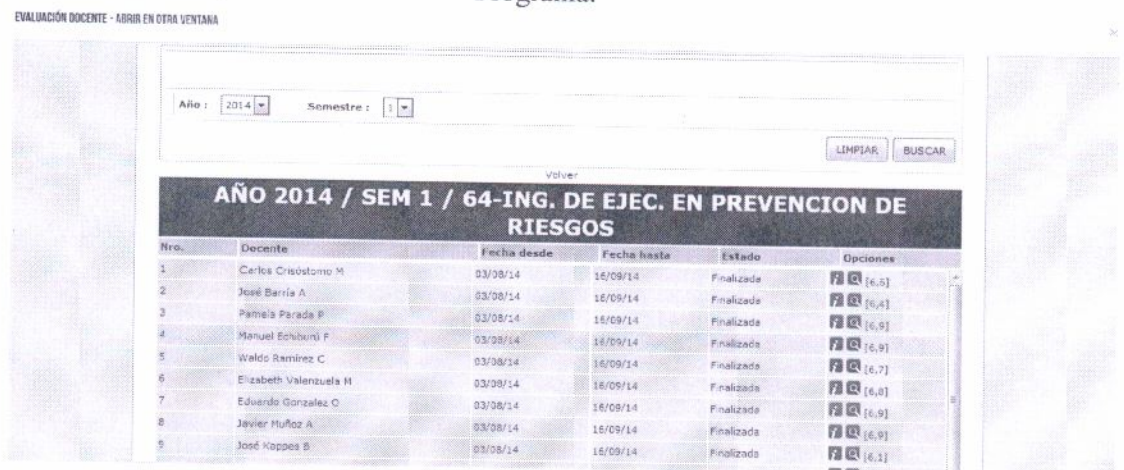 EVALUACIÓN DOCENTE - ABRIR EN OTRA VENTANA
Año : 2014 Semestre : 1
LIMPIAR BUSCAR
Volver
AÑO 2014 / SEM 1 / 64-ING. DE EJEC. EN PREVENCION DE
RIESGOS
Nro. Docente Fecha desde Fecha hasta Estado Opciones
1 Carlos Crisóstomo M 03/08/14 16/09/14 Finalizada [6,5]
2 José Barría A 03/08/14 16/09/14 Finalizada [6,4]
3 Pamela Parada P 03/08/14 16/09/14 Finalizada [6,9]
4 Manuel F 03/08/14 16/09/14 Finalizada [6,9]
5 Waldo Ramírez C 03/08/14 16/09/14 Finalizada [6,7]
6 Elizabeth Valenzuela M 03/08/14 16/09/14 Finalizada [6,8]
7 Eduardo Gonzalez O 03/08/14 16/09/14 Finalizada [6,9]
8 Javier Muñoz A 03/08/14 16/09/14 Finalizada [6,9]
9 José Koppes B 03/08/14 16/09/14 Finalizada [6,1]